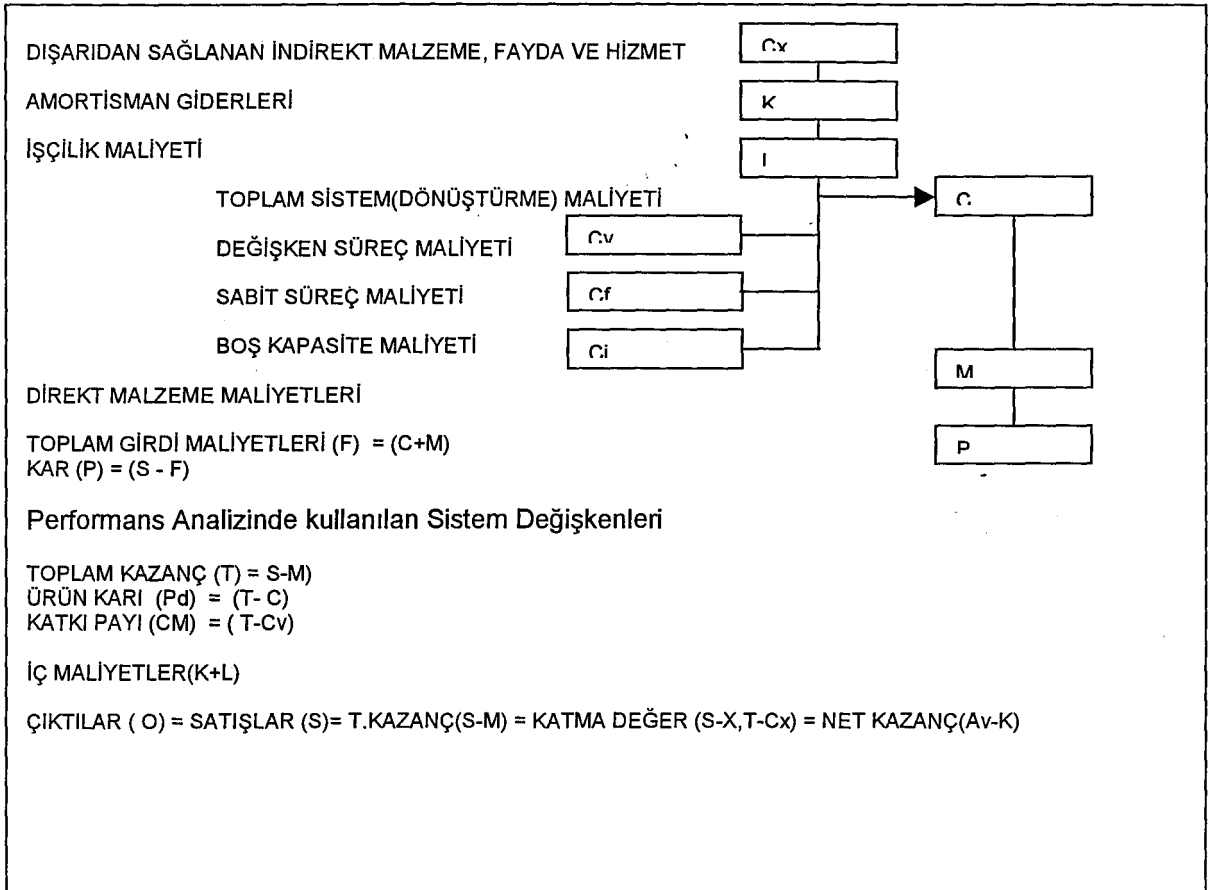 DIŞARIDAN SAĞLANAN İNDİREKT MALZEME, FAYDA VE HİZMET Cx
AMORTİSMAN GİDERLERİ K
İŞÇİLİK MALİYETİ
TOPLAM SİSTEM(DÖNÜŞTÜRME) MALİYETİ C
DEĞİŞKEN SÜREÇ MALİYETİ Cv
SABİT SÜREÇ MALİYETİ Cf
BOŞ KAPASİTE MALİYETİ Ci
M
DİREKT MALZEME MALİYETLERİ
TOPLAM GİRDİ MALİYETLERİ (F) = (C+M) P
KAR (P) = (S - F)
Performans Analizinde kullanılan Sistem Değişkenleri
TOPLAM KAZANÇ (T) = S-M)
ÜRÜN KARI (Pd) = (T- C)
KATKI PAYI (CM) = ( T-Cv)
İÇ MALİYETLER(K+L)
ÇIKTILAR ( O) = SATIŞLAR (S)= T.KAZANÇ(S-M) = KATMA DEĞER (S-X,T-Cx) = NET KAZANÇ(Av-K)